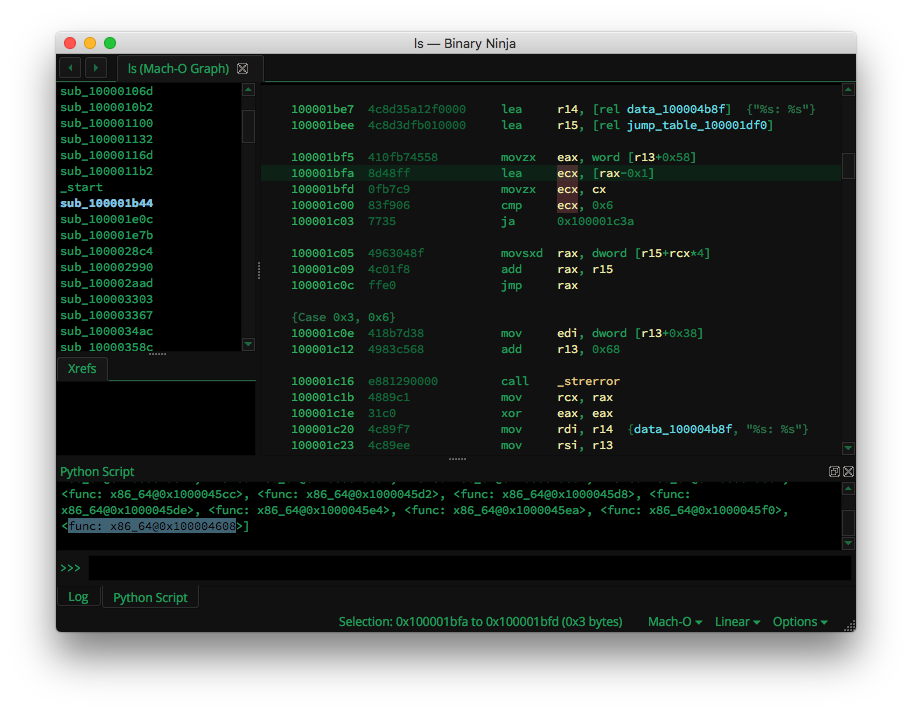 ls — Binary Ninja
ls (Mach-O Graph)
sub_10000106d
sub_1000010b2
sub_100001100
sub_100001132
sub_10000116d
sub_1000011b2
_start
sub_100001b44
sub_100001e0c
sub_100001e7b
sub_1000028c4
sub_100002990
sub_100002aad
sub_100003303
sub_100003367
sub_1000034ac
sub_10000358c
Xrefs
100001be7 4c8d35a12f0000 lea r14, [rel data_100004b8f] {"%s: %s"}
100001bee 4c8d3dfb010000 lea r15, [rel jump_table_100001df0]
100001bf5 410fb74558 movzx eax, word [r13+0x58]
100001bfa 8d48ff lea ecx, [rax-0x1]
100001bfd 0fb7c9 movzx ecx, cx
100001c00 83f906 cmp ecx, 0x6
100001c03 7735 ja 0x100001c3a
100001c05 4963048f movsxd rax, dword [r15+rcx*4]
100001c09 4c01f8 add rax, r15
100001c0c ffe0 jmp rax
{Case 0x3, 0x6}
100001c0e 418b7d38 mov edi, dword [r13+0x38]
100001c12 4983c568 add r13, 0x68
100001c16 e881290000 call _strerror
100001c1b 4889c1 mov rcx, rax
100001c1e 31c0 xor eax, eax
100001c20 4c89f7 mov rdi, r14 {data_100004b8f, "%s: %s"}
100001c23 4c89ee mov rsi, r13
Python Script
<func: x86_64@0x1000045cc>, <func: x86_64@0x1000045d2>, <func: x86_64@0x1000045d8>, <func:
x86_64@0x1000045de>, <func: x86_64@0x1000045e4>, <func: x86_64@0x1000045ea>, <func: x86_64@0x1000045f0>,
<func: x86_64@0x100004608>]
>>>
Log Python Script
Selection: 0x100001bfa to 0x100001bfd (0x3 bytes) Mach-O Linear Options